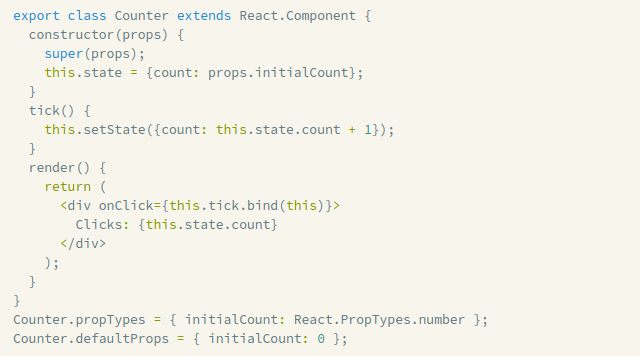 export class Counter extends React.Component {
  constructor(props) {
    super(props);
    this.state = {count: props.initialCount};
  }
  tick() {
    this.setState({count: this.state.count + 1});
  }
  render() {
    return (
      <div onClick={this.tick.bind(this)}>
        Clicks: {this.state.count}
      </div>
    );
  }
}
Counter.propTypes = { initialCount: React.PropTypes.number };
Counter.defaultProps = { initialCount: 0 };